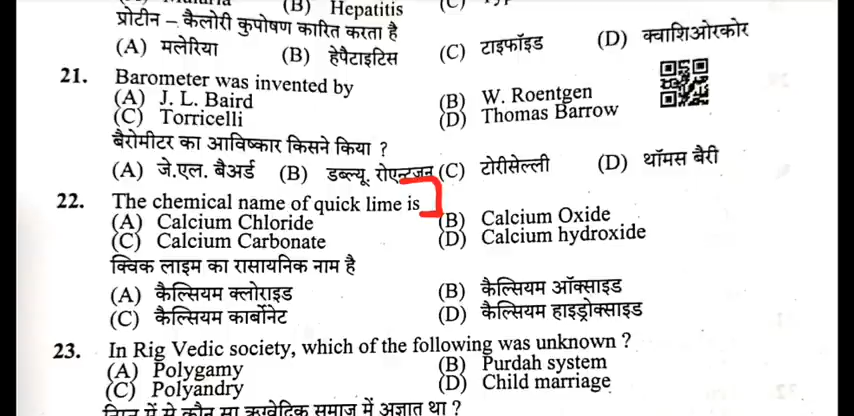 (B) Hepatitis
प्रोटीन – कैलोरी कुपोषण कारित करता है
(A) मलेरिया (B) हेपैटाइटिस (C) टाइफॉइड (D) क्वाशिओरकोर
21. Barometer was invented by
(A) J. L. Baird (B) W. Roentgen
(C) Torricelli (D) Thomas Barrow
बैरोमीटर का आविष्कार किसने किया ?
(A) जे.एल. बैअर्ड (B) डब्ल्यू. रोएन्टजन (C) टोरीसेल्ली (D) थॉमस बैरी
22. The chemical name of quick lime is
(A) Calcium Chloride (B) Calcium Oxide
(C) Calcium Carbonate (D) Calcium hydroxide
क्विक लाइम का रासायनिक नाम है
(A) कैल्सियम क्लोराइड (B) कैल्सियम ऑक्साइड
(C) कैल्सियम कार्बोनेट (D) कैल्सियम हाइड्रोक्साइड
23. In Rig Vedic society, which of the following was unknown ?
(A) Polygamy (B) Purdah system
(C) Polyandry (D) Child marriage
निम्न में से कौन सा ऋग्वेदिक समाज में अज्ञात था ?